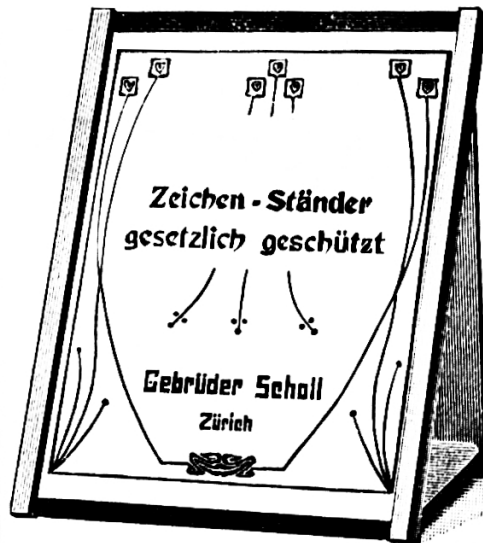 Zeichen - Ständer
gesetzlich geschützt
Gebrüder Scholl
Zürich